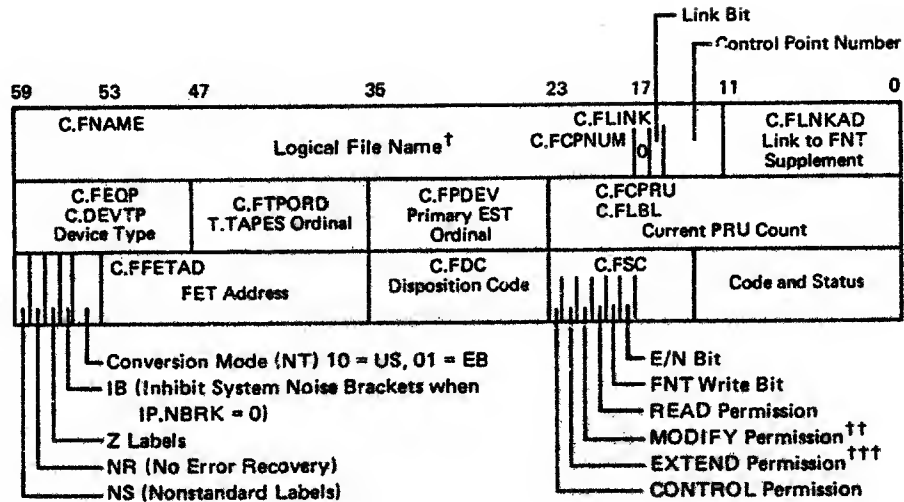 Link Bit
Control Point Number
59 53 47 35 23 17 11 0
C.FNAME
Logical File Name†
C.FLINK
C.FCPNUM
0
C.FLNKAD
Link to FNT
Supplement
C.FEQP
C.DEVTP
Device Type
C.FTPORD
T.TAPES Ordinal
C.FPDEV
Primary EST
Ordinal
C.FCPRU
C.FLBL
Current PRU Count
C.FFETAD
FET Address
C.FDC
Disposition Code
C.FSC
Code and Status
Conversion Mode (NT) 10 = US, 01 = EB
IB (Inhibit System Noise Brackets when
IP.NBRK = 0)
Z Labels
NR (No Error Recovery)
NS (Nonstandard Labels)
E/N Bit
FNT Write Bit
READ Permission
MODIFY Permission††
EXTEND Permission†††
CONTROL Permission